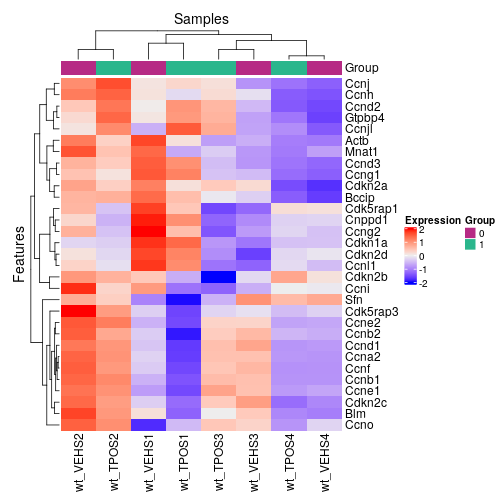 Samples
Group
Ccnj
Ccnh
Ccnd2
Gtpbp4
Ccnjl
Actb
Mnat1
Ccnd3
Ccng1
Cdkn2a
Bccip
Cdk5rap1
Cnppd1
Ccng2
Cdkn1a
Cdkn2d
Ccnl1
Cdkn2b
Ccni
Sfn
Cdk5rap3
Ccne2
Ccnb2
Ccnd1
Ccna2
Ccnf
Ccnb1
Ccne1
Cdkn2c
Blm
Ccno
Features
Expression Group
2
1
0
-1
-2
0
1
wt_VEHS2
wt_TPOS2
wt_VEHS1
wt_TPOS1
wt_TPOS3
wt_VEHS3
wt_TPOS4
wt_VEHS4